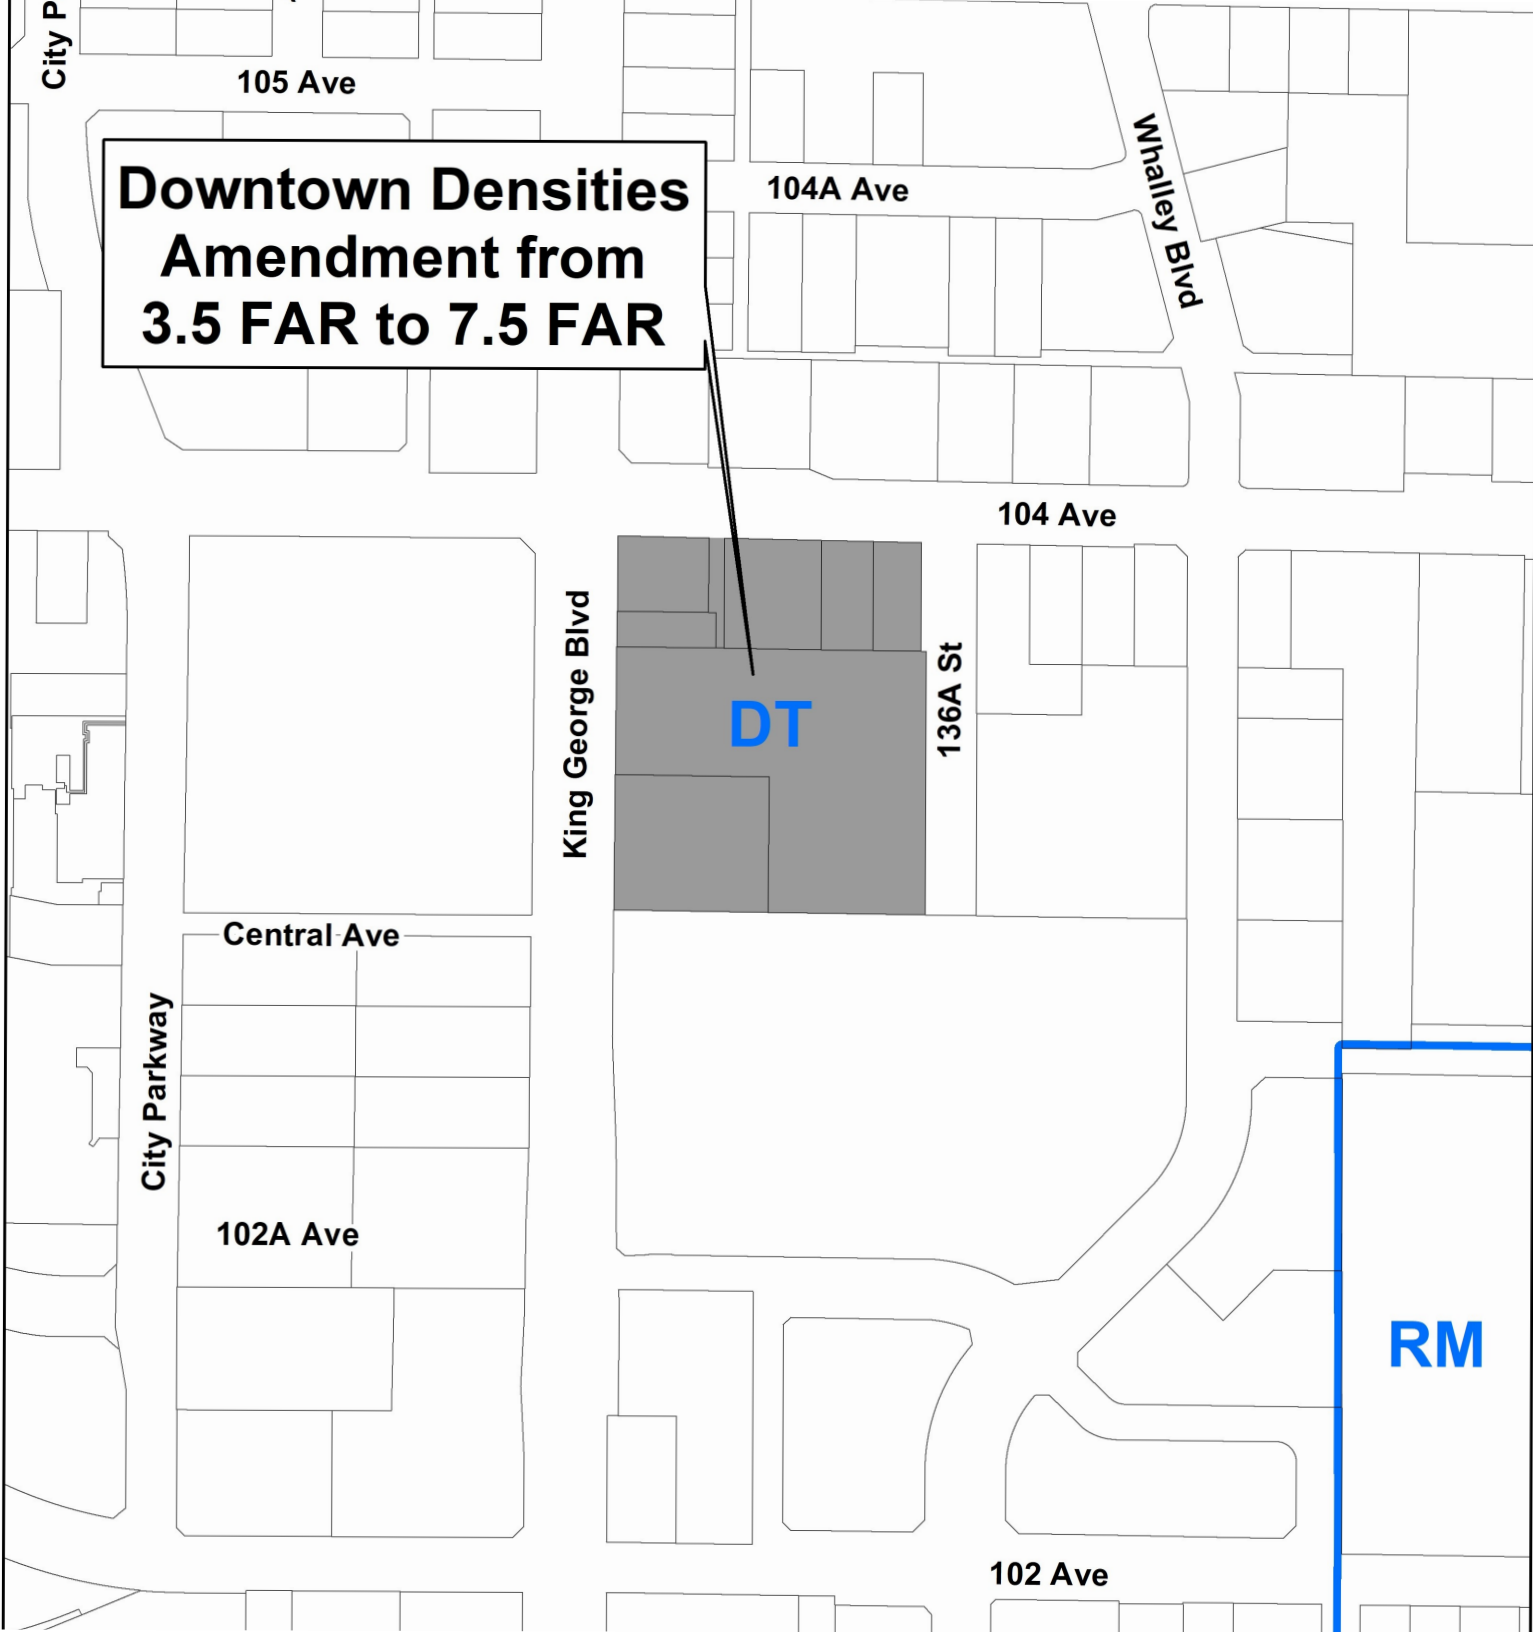 City P
105 Ave
Downtown Densities
Amendment from
3.5 FAR to 7.5 FAR
104A Ave
Whalley Blvd
104 Ave
King George Blvd
136A St
DT
Central Ave
City Parkway
102A Ave
RM
102 Ave